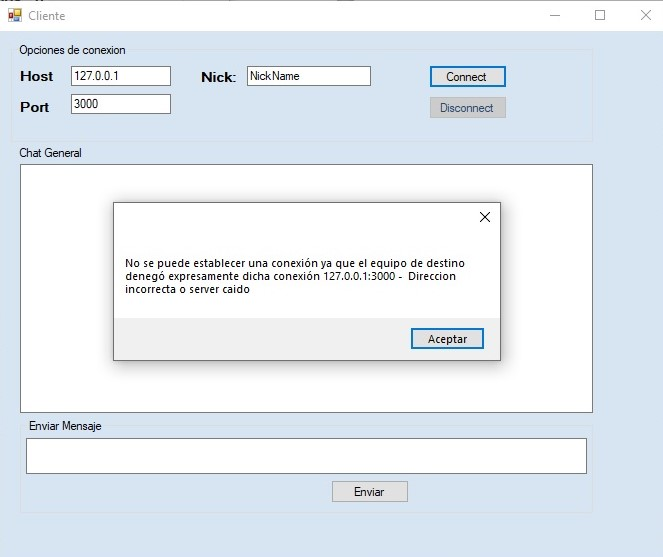 Cliente
Opciones de conexion
Host 127.0.0.1 Nick: NickName Connect
Port 3000 Disconnect
Chat General
No se puede establecer una conexión ya que el equipo de destino
denegó expresamente dicha conexión 127.0.0.1:3000 - Direccion
incorrecta o server caido
Aceptar
Enviar Mensaje
Enviar